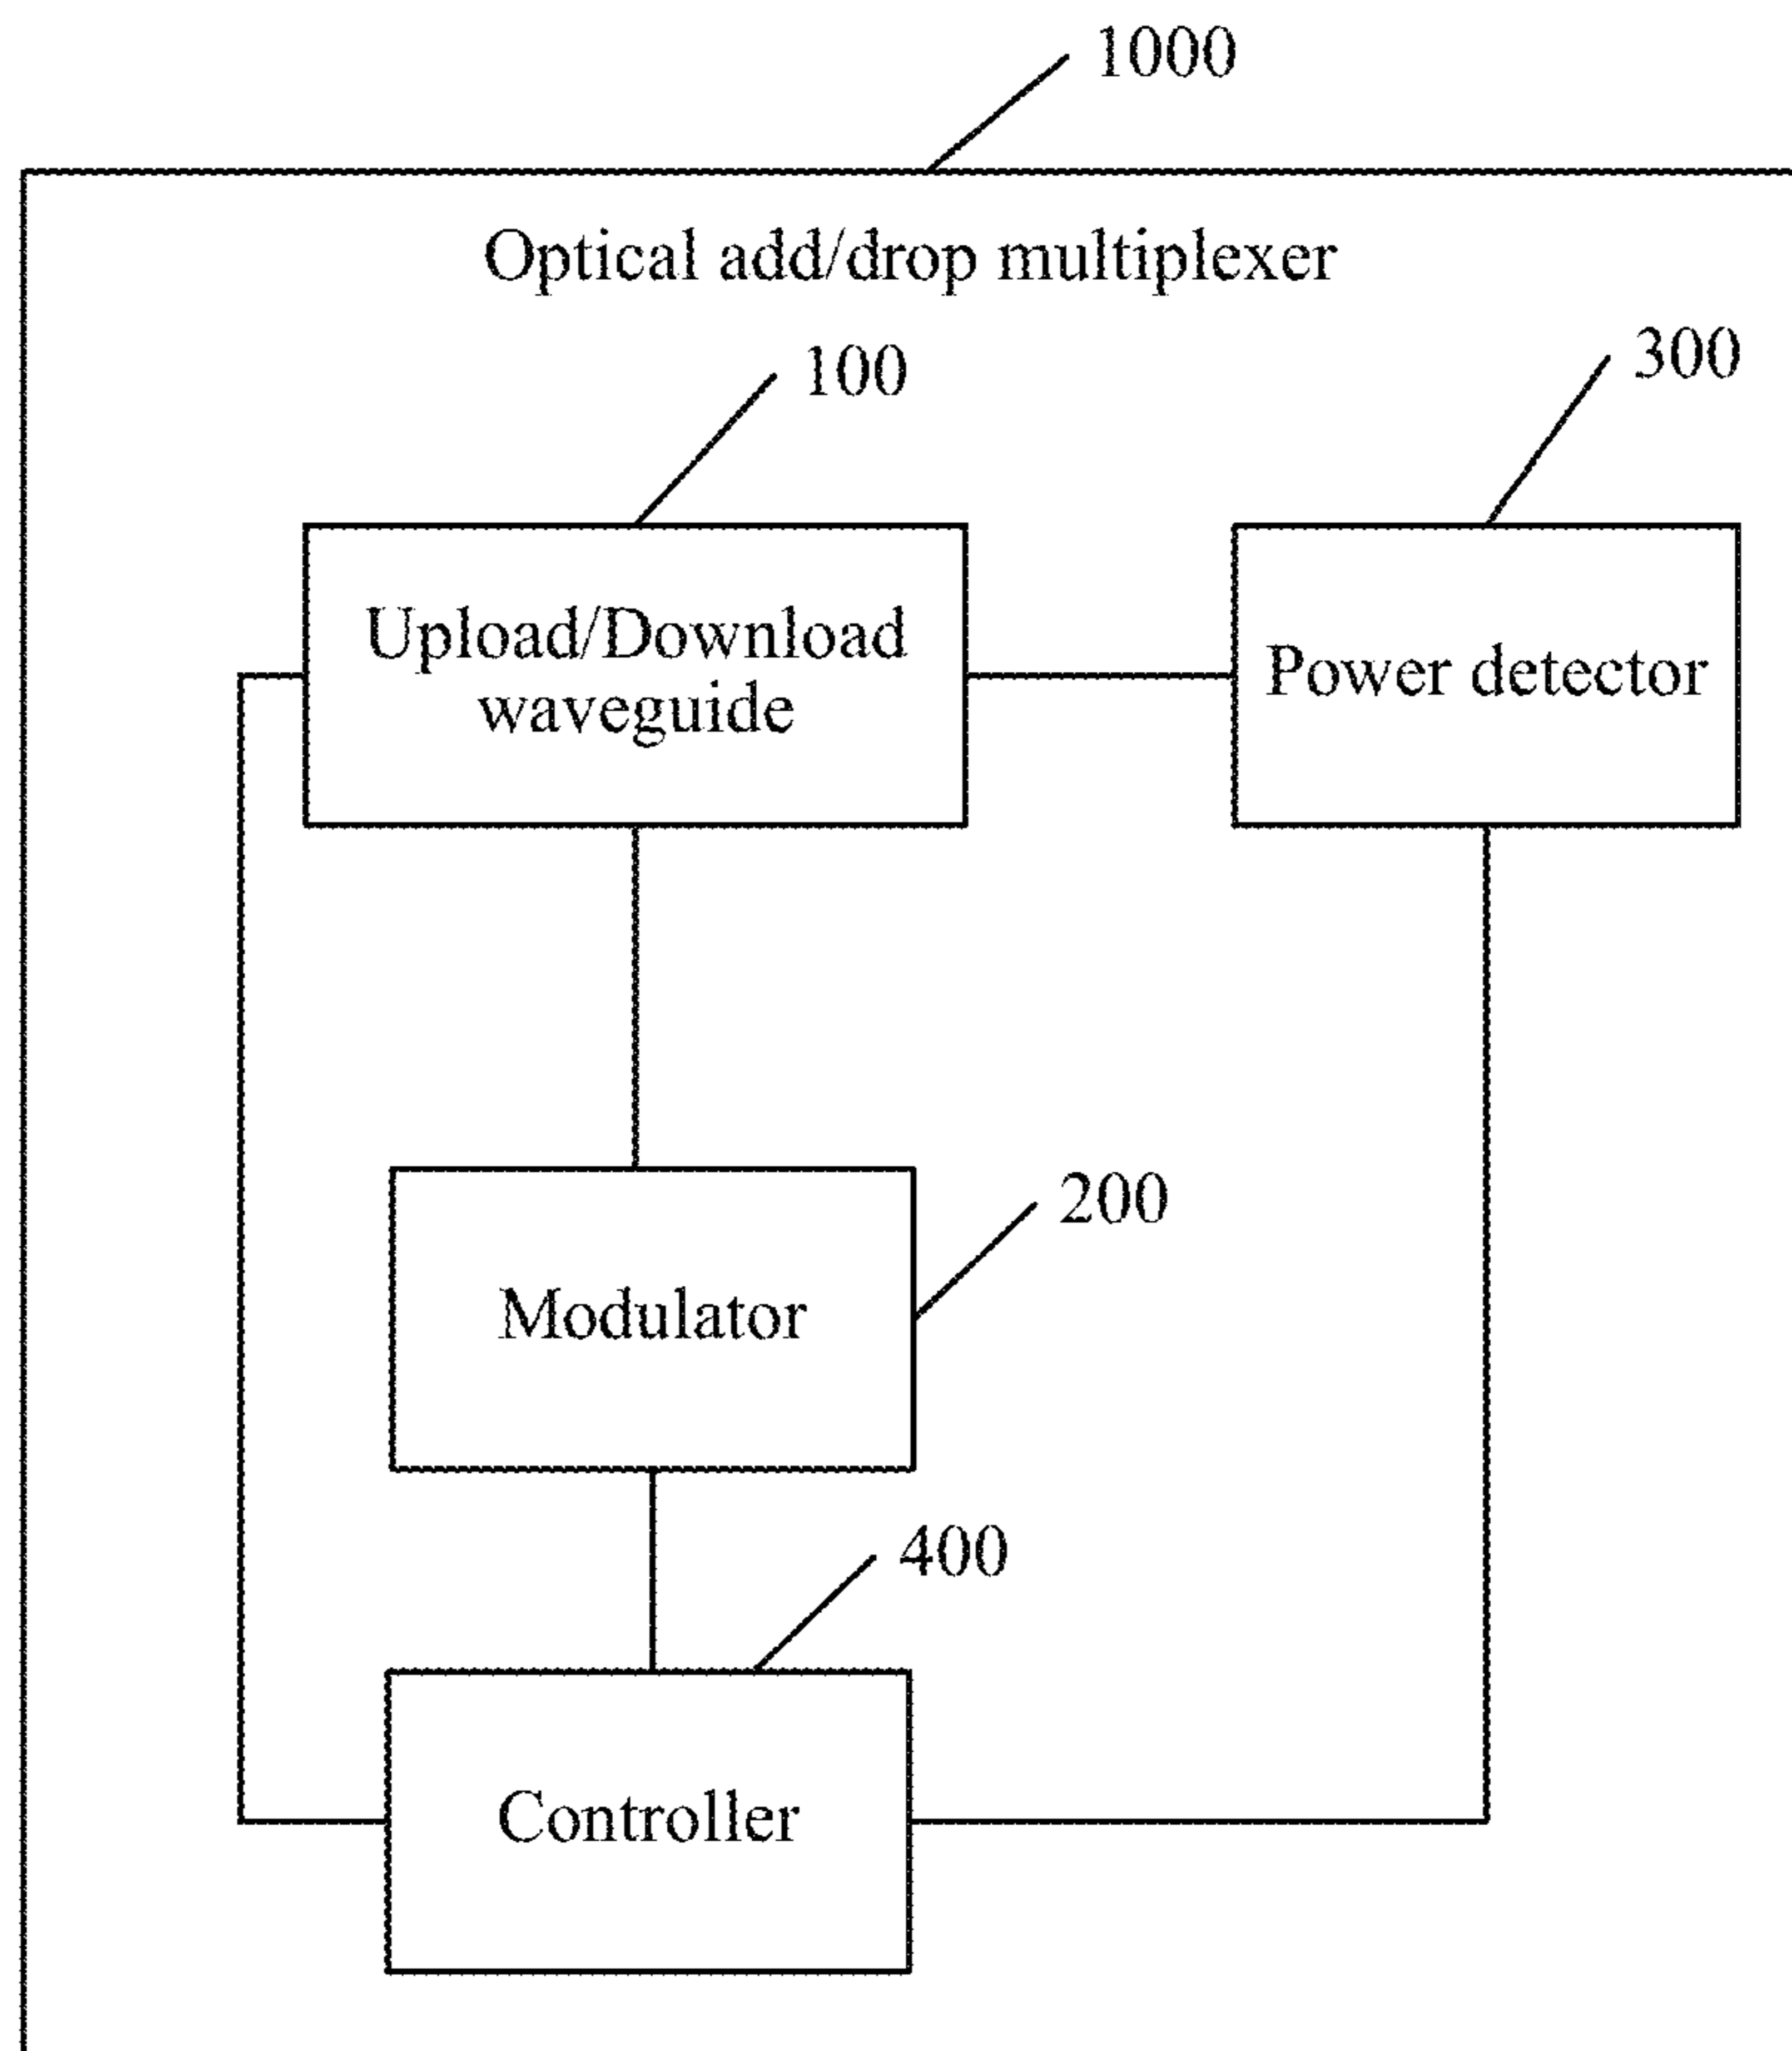 1000
Optical add/drop multiplexer
100
300
Upload/Download
waveguide
Power detector
200
Modulator
400
Controller